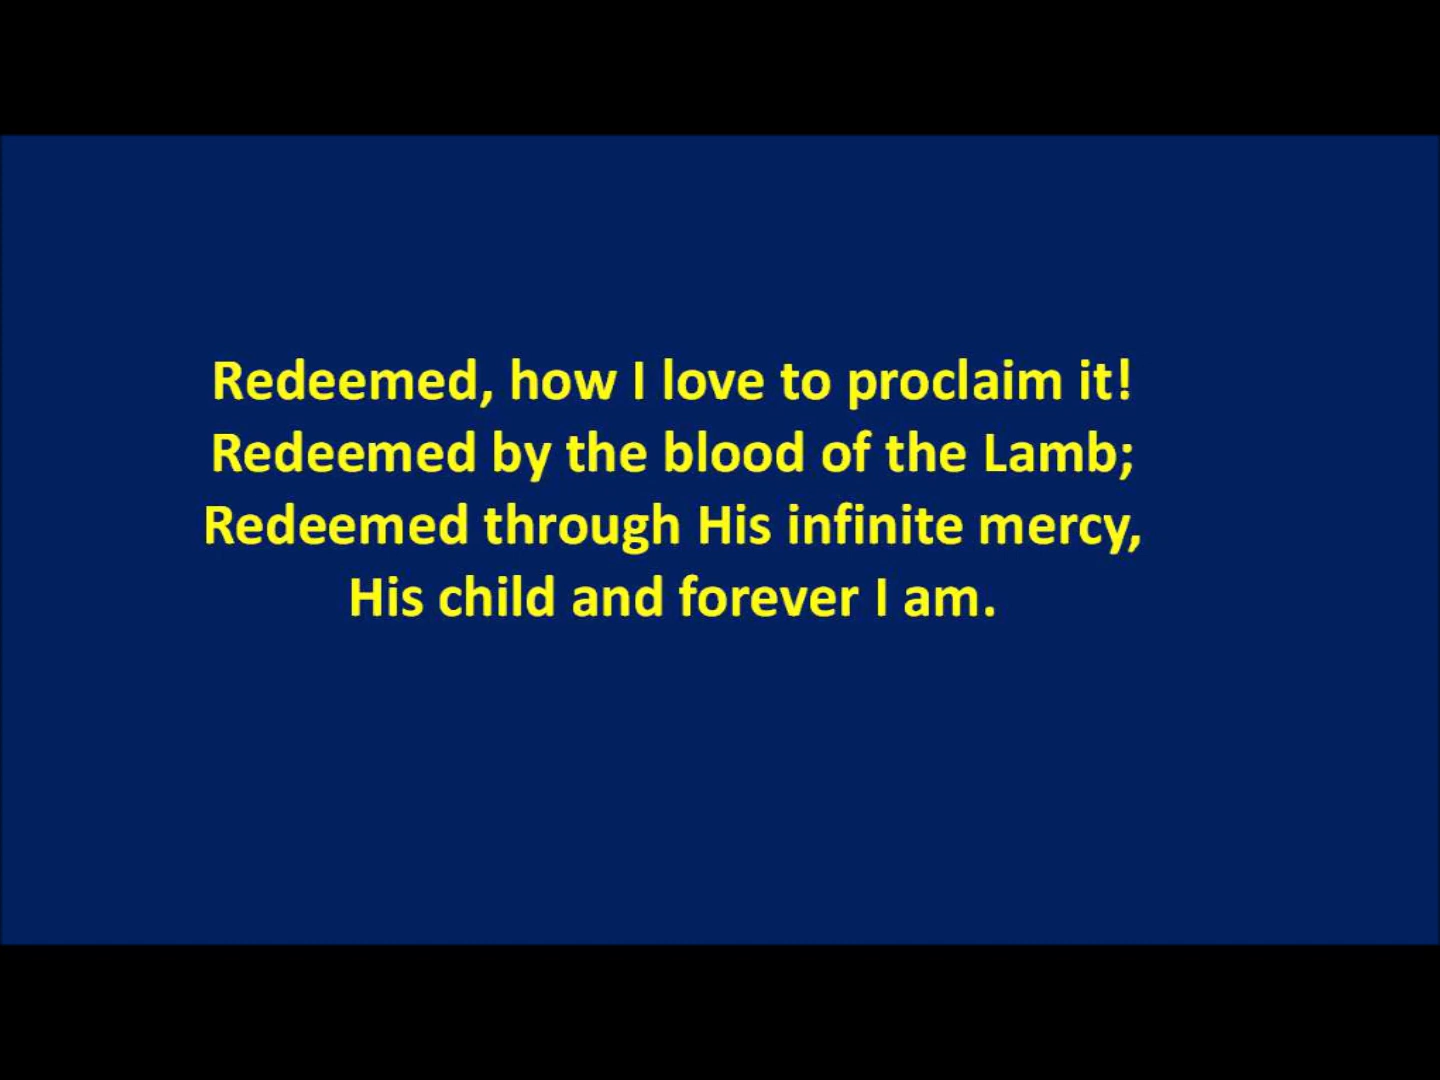 Redeemed, how I love to proclaim it!
Redeemed by the blood of the Lamb;
Redeemed through His infinite mercy,
His child and forever I am.